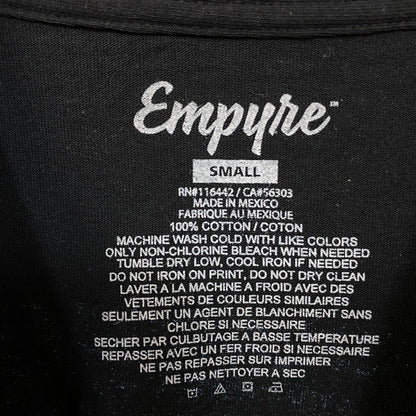 Empyre™
SMALL
RN#116442 / CA#56303
MADE IN MEXICO
FABRIQUE AU MEXIQUE
100% COTTON / COTON
MACHINE WASH COLD WITH LIKE COLORS
ONLY NON-CHLORINE BLEACH WHEN NEEDED
TUMBLE DRY LOW, COOL IRON IF NEEDED
DO NOT IRON ON PRINT, DO NOT DRY CLEAN
LAVER A LA MACHINE A FROID AVEC DES
VETEMENTS DE COULEURS SIMILAIRES
SEULEMENT UN AGENT DE BLANCHIMENT SANS
CHLORE SI NECESSAIRE
SECHER PAR CULBUTAGE A BASSE TEMPERATURE
REPASSER AVEC UN FER FROID SI NECESSAIRE
NE PAS REPASSER SUR IMPRIMER
NE PAS NETTOYER A SEC